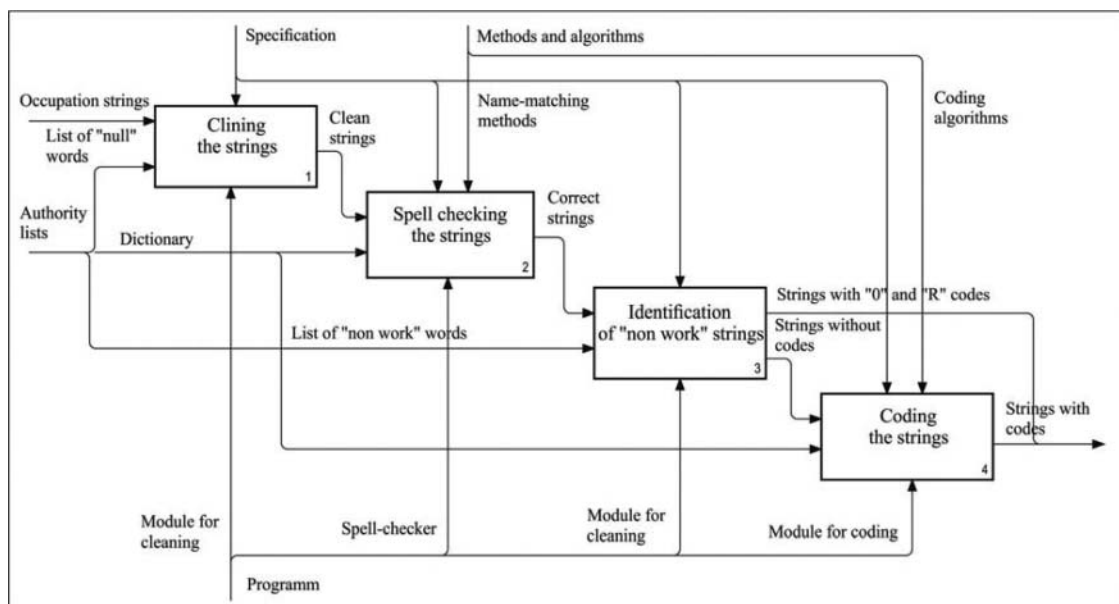 Specification
Methods and algorithms
Occupation strings
List of "null"
words
Clining
the strings
1
Clean
strings
Name-matching
methods
Coding
algorithms
Authority
lists
Dictionary
Spell checking
the strings
2
Correct
strings
List of "non work" words
Identification
of "non work" strings
3
Strings with "0" and "R" codes
Strings without
codes
Coding
the strings
4
Strings with
codes
Module for
cleaning
Spell-checker
Module for
cleaning
Module for coding
Programm